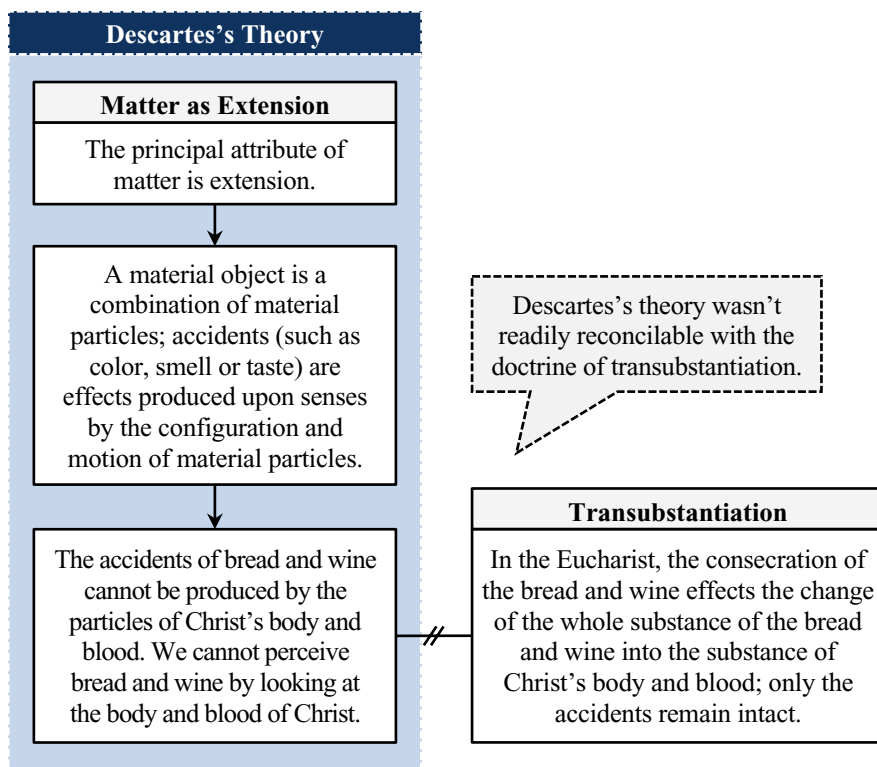 Descartes’s Theory
Matter as Extension
The principal attribute of
matter is extension.
A material object is a
combination of material
particles; accidents (such as
color, smell or taste) are
effects produced upon senses
by the configuration and
motion of material particles.
The accidents of bread and wine
cannot be produced by the
particles of Christ’s body and
blood. We cannot perceive
bread and wine by looking at
the body and blood of Christ.
Descartes’s theory wasn’t
readily reconcilable with the
doctrine of transubstantiation.
Transubstantiation
In the Eucharist, the consecration of
the bread and wine effects the change
of the whole substance of the bread
and wine into the substance of
Christ’s body and blood; only the
accidents remain intact.